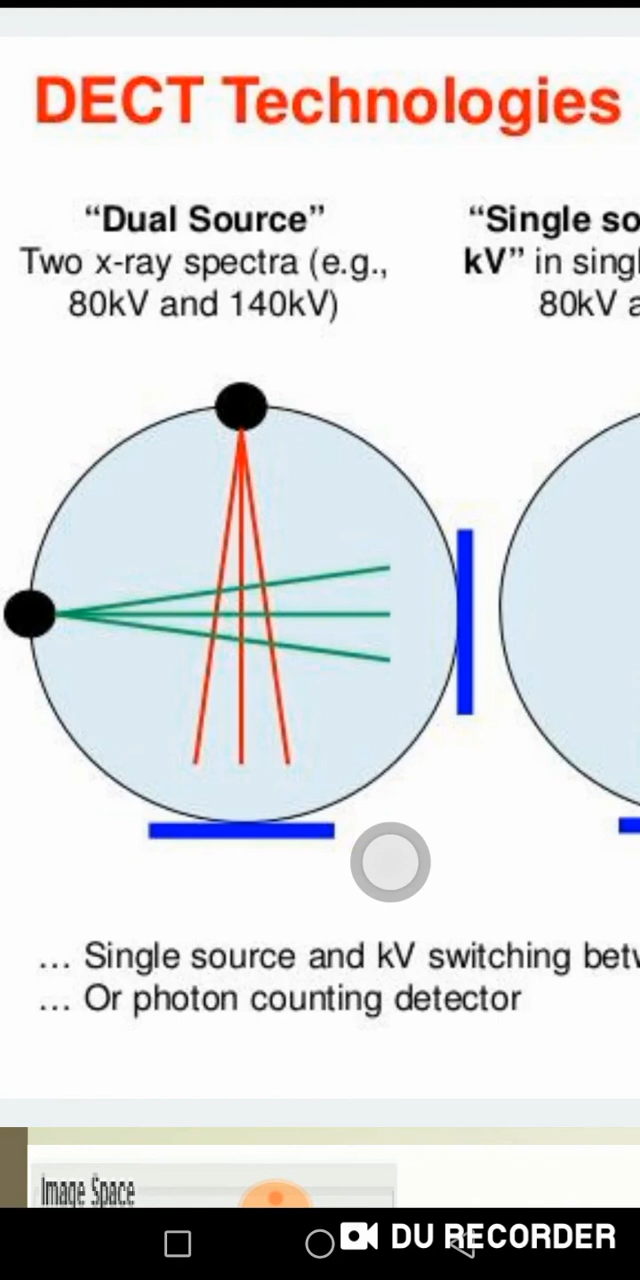 DECT Technologies
“Dual Source”
Two x-ray spectra (e.g.,
80kV and 140kV)
“Single so
kV” in singl
80kV a
… Single source and kV switching betw
… Or photon counting detector
Image Space
DU RECORDER